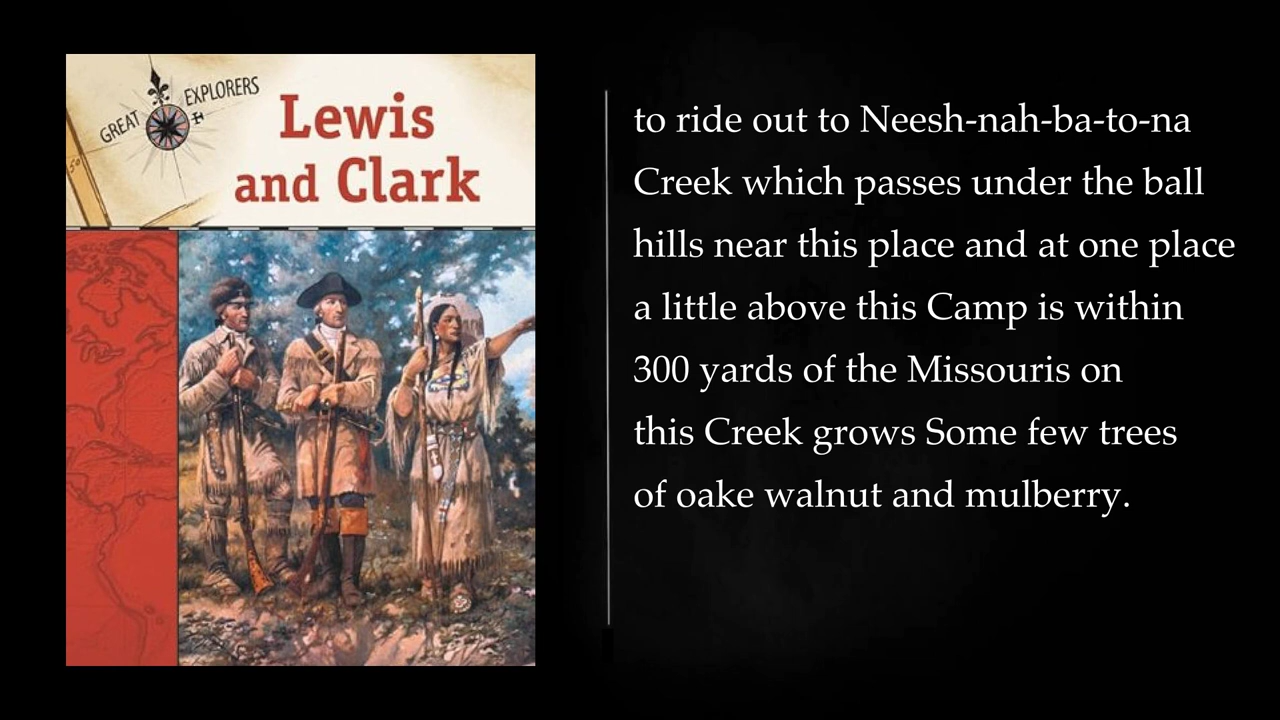 GREAT EXPLORERS
Lewis
and Clark
to ride out to Neesh-nah-ba-to-na
Creek which passes under the ball
hills near this place and at one place
a little above this Camp is within
300 yards of the Missouris on
this Creek grows Some few trees
of oake walnut and mulberry.